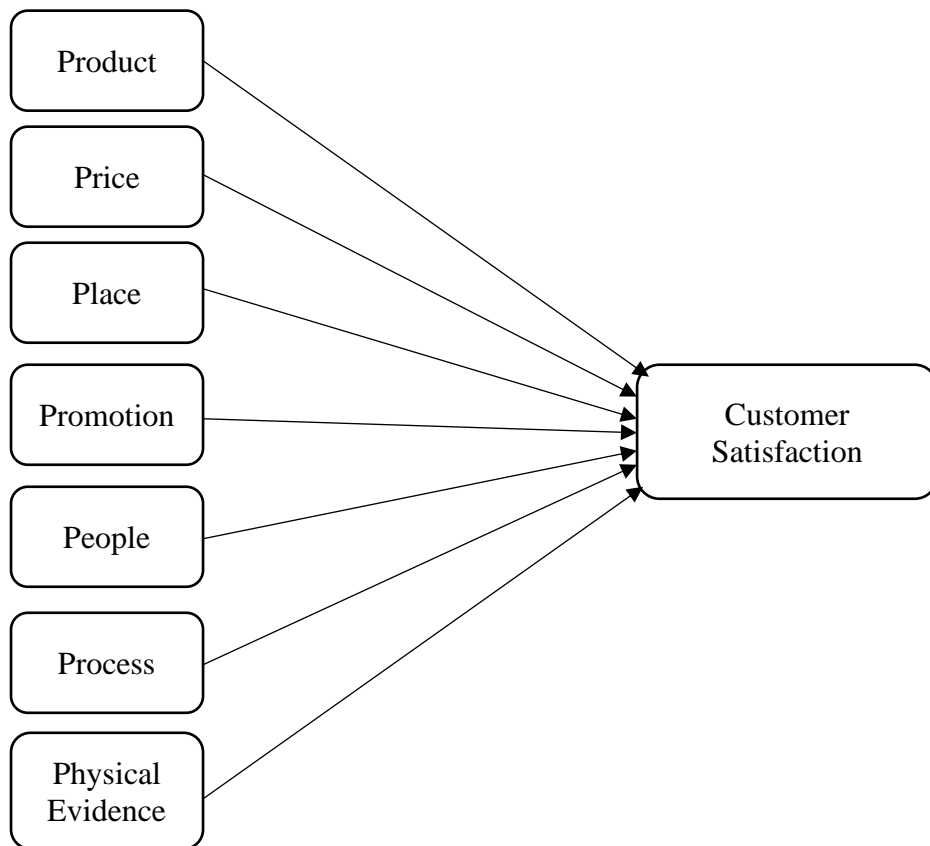 Product
Price
Place
Promotion
People
Process
Physical
Evidence
Customer
Satisfaction